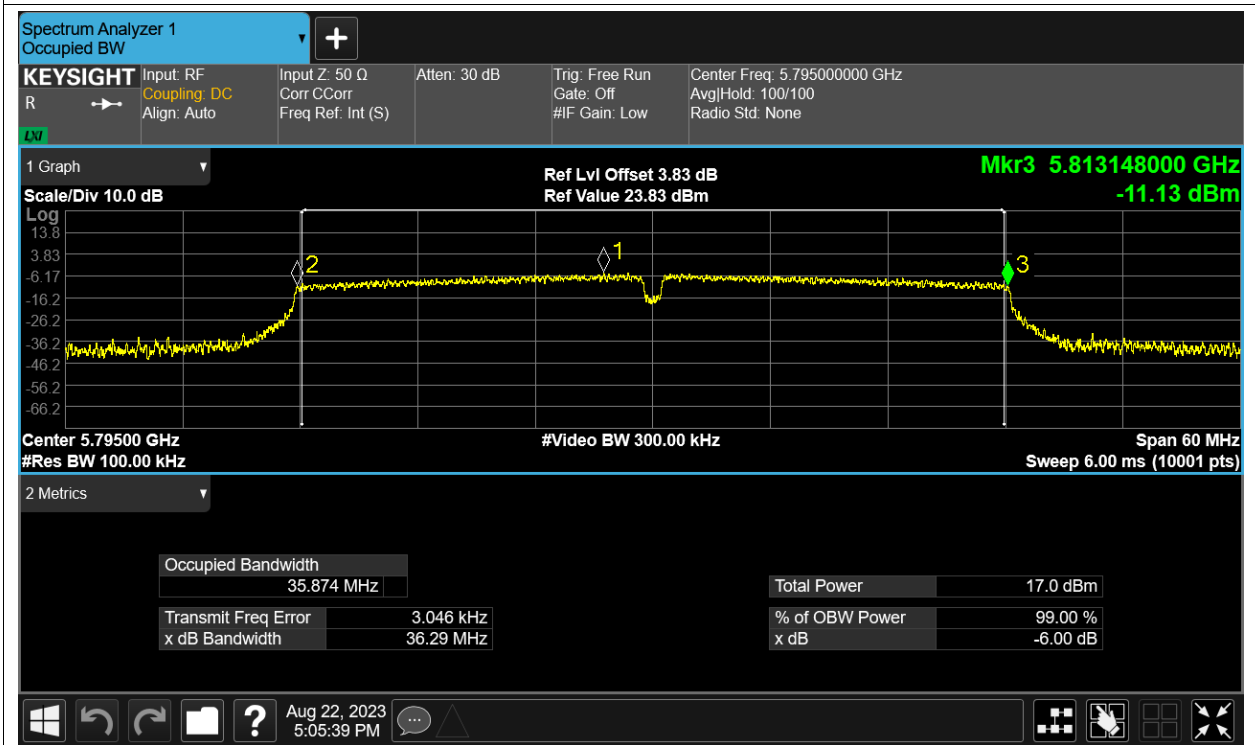 Spectrum Analyzer 1
Occupied BW
KEYSIGHT
R
LXI
Input: RF
Coupling: DC
Align: Auto
Input Z: 50 Ω
Corr CCorr
Freq Ref: Int (S)
Atten: 30 dB
Trig: Free Run
Gate: Off
#IF Gain: Low
Center Freq: 5.795000000 GHz
Avg|Hold: 100/100
Radio Std: None
1 Graph
Scale/Div 10.0 dB
Ref Lvl Offset 3.83 dB
Ref Value 23.83 dBm
Mkr3 5.813148000 GHz
-11.13 dBm
Log
13.8
3.83
-6.17
-16.2
-26.2
-36.2
-46.2
-56.2
-66.2
2
1
3
Center 5.79500 GHz
#Res BW 100.00 kHz
#Video BW 300.00 kHz
Span 60 MHz
Sweep 6.00 ms (10001 pts)
2 Metrics
Occupied Bandwidth
35.874 MHz
Transmit Freq Error 3.046 kHz
x dB Bandwidth 36.29 MHz
Total Power 17.0 dBm
% of OBW Power 99.00 %
x dB -6.00 dB
?
Aug 22, 2023
5:05:39 PM